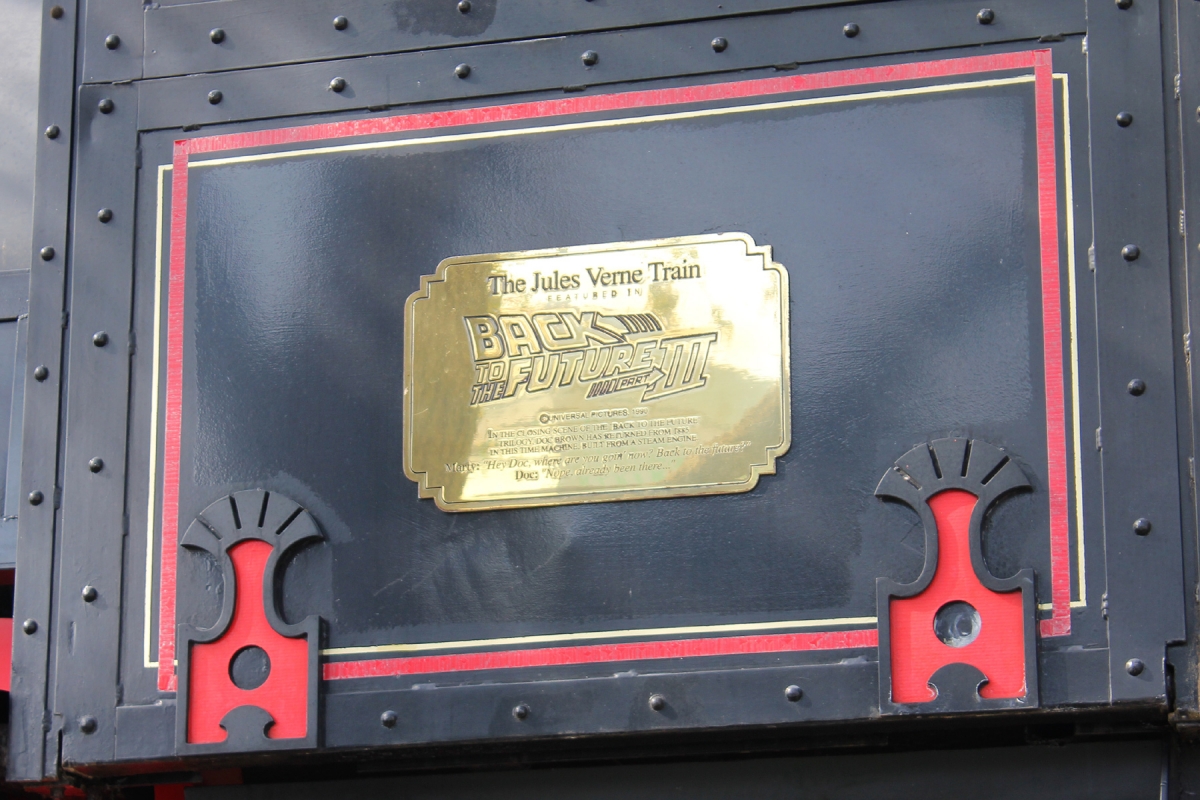 The Jules Verne Train
FEATURED IN
BACK
TO THE FUTURE
PART III
©UNIVERSAL PICTURES, 1990
IN THE CLOSING SCENE OF THE "BACK TO THE FUTURE"
TRILOGY, DOC BROWN HAS RETURNED FROM 1885
IN THIS TIME MACHINE, BUILT FROM A STEAM ENGINE.
Marty: "Hey Doc, where are you goin' now? Back to the future?"
Doc: "Nope, already been there..."